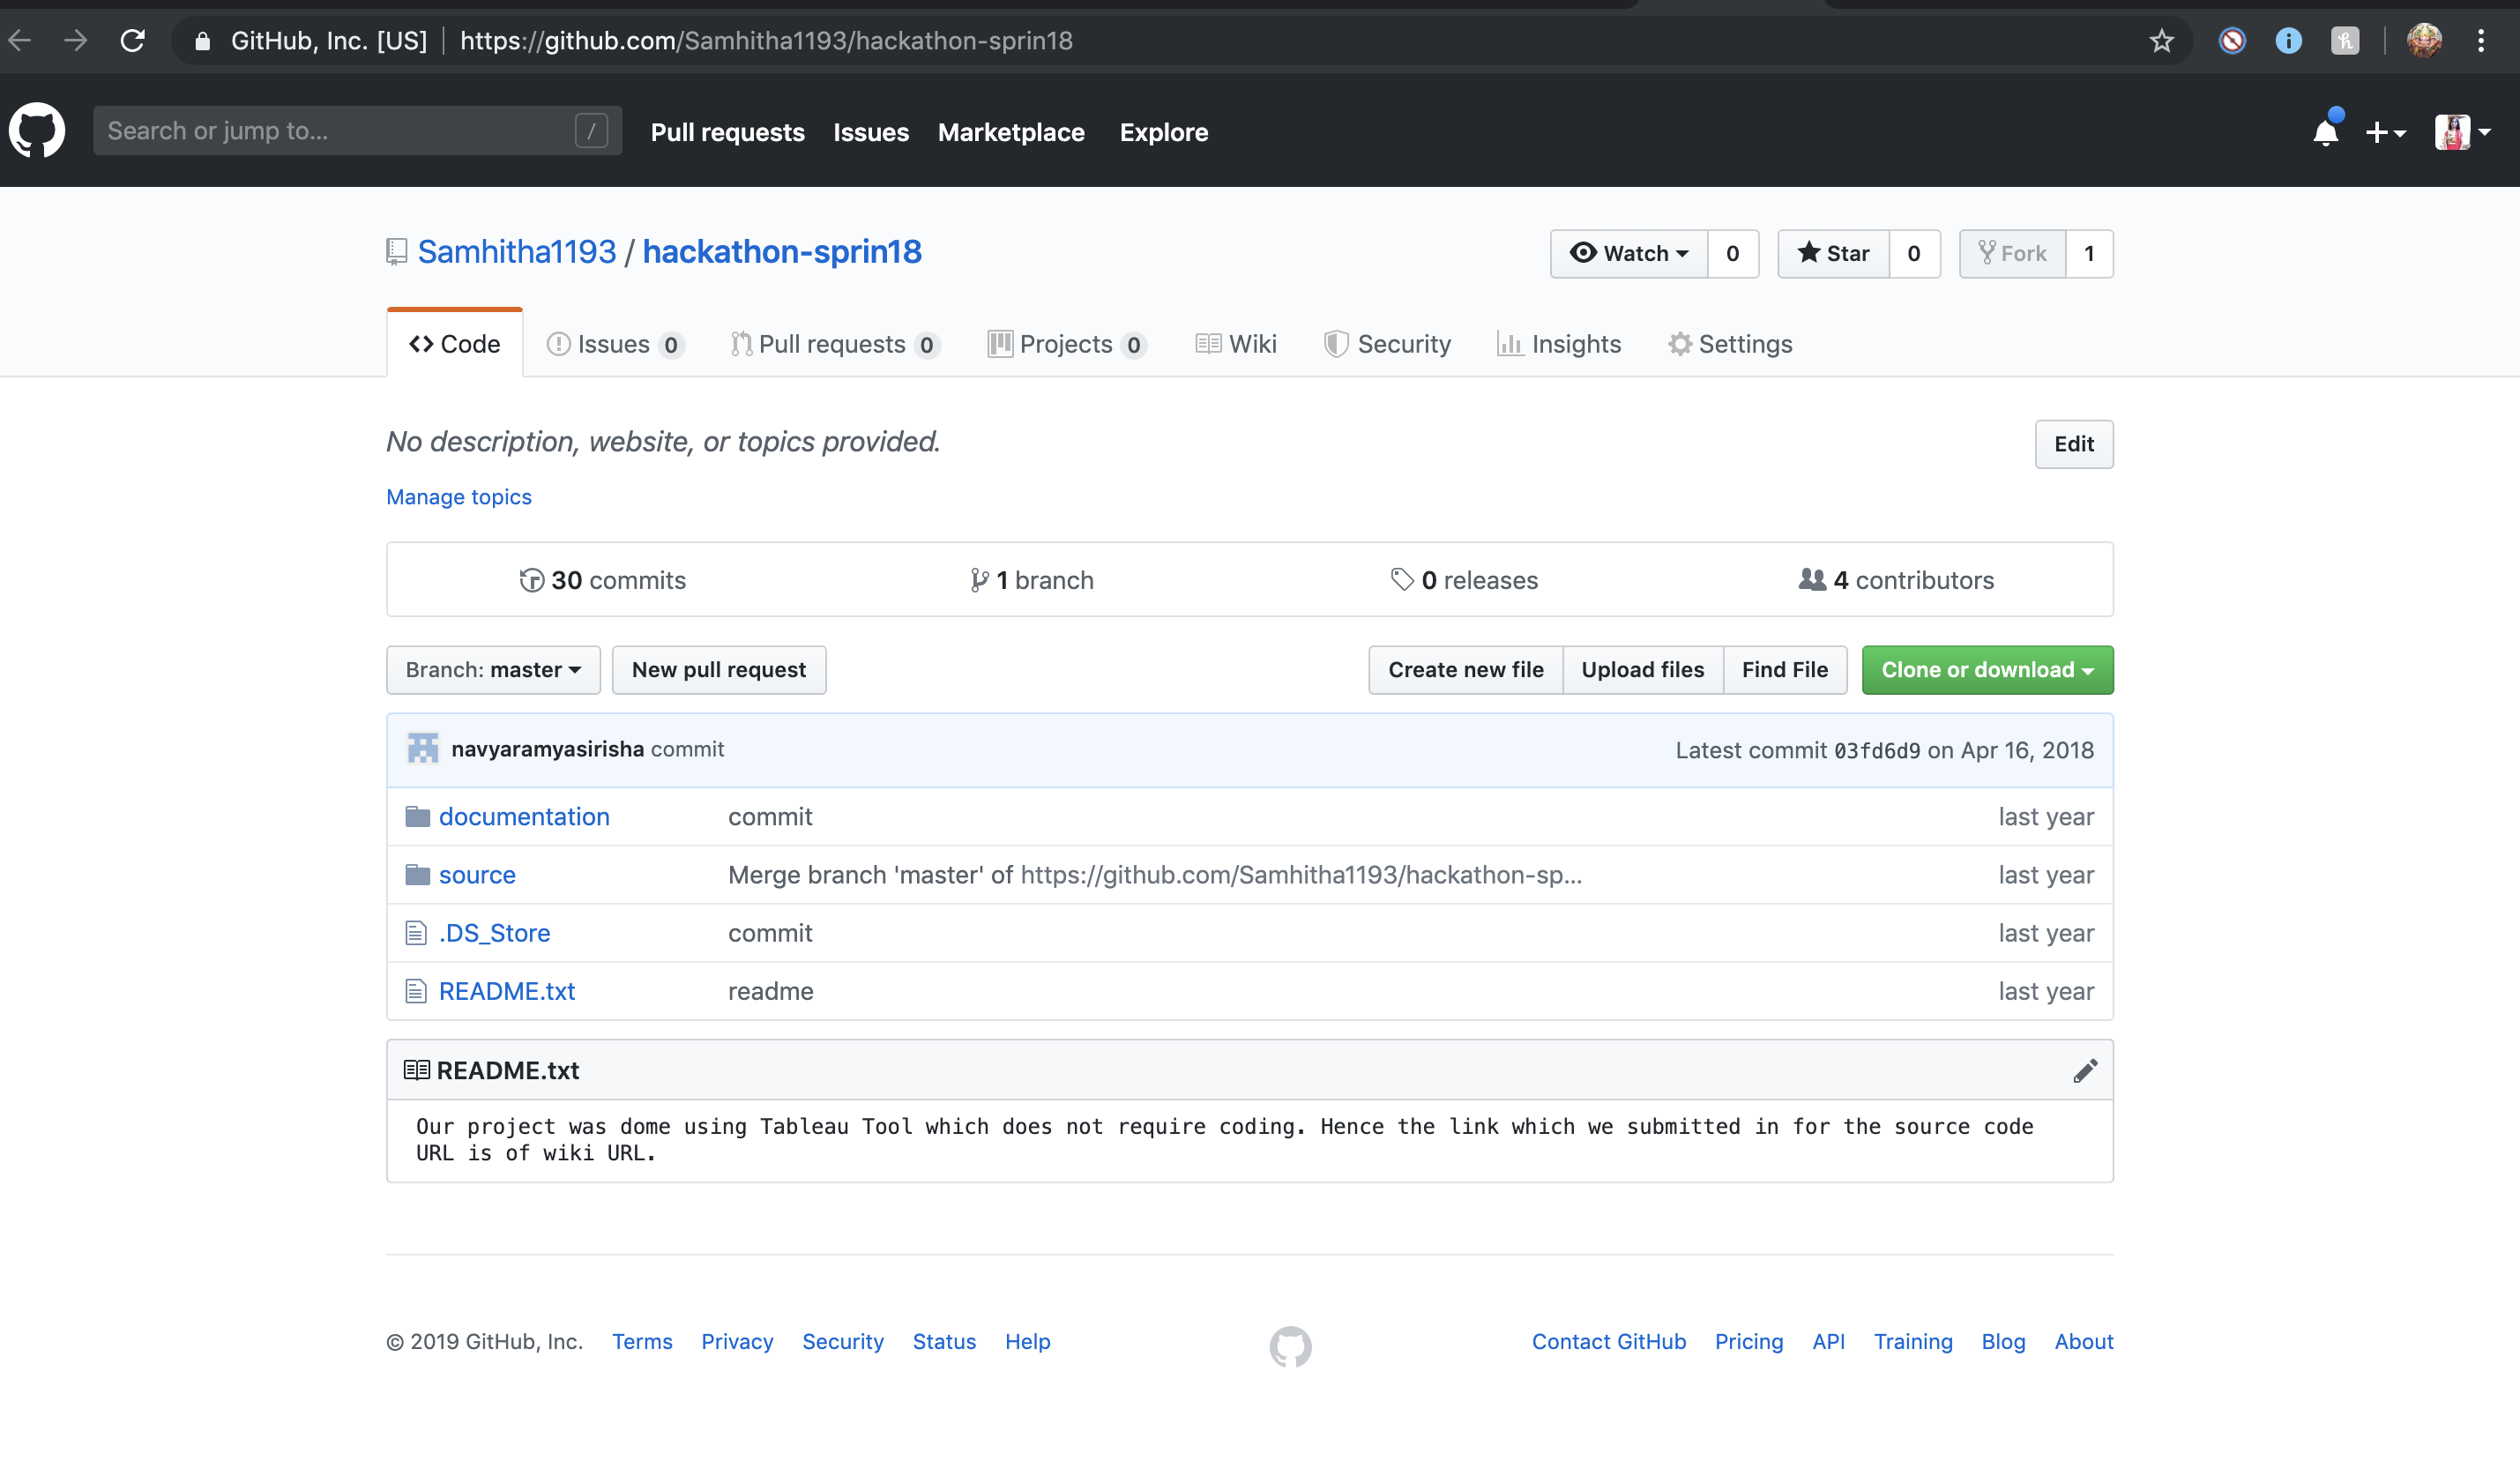 GitHub, Inc. [US] https://github.com/Samhitha1193/hackathon-sprin18
Search or jump to... / Pull requests Issues Marketplace Explore
Samhitha1193 / hackathon-sprin18 Watch 0 Star 0 Fork 1
Code Issues 0 Pull requests 0 Projects 0 Wiki Security Insights Settings
No description, website, or topics provided. Edit
Manage topics
30 commits 1 branch 0 releases 4 contributors
Branch: master New pull request Create new file Upload files Find File Clone or download
navyaramyasirisha commit Latest commit 03fd6d9 on Apr 16, 2018
documentation commit last year
source Merge branch 'master' of https://github.com/Samhitha1193/hackathon-sp... last year
.DS_Store commit last year
README.txt readme last year
README.txt
Our project was dome using Tableau Tool which does not require coding. Hence the link which we submitted in for the source code
URL is of wiki URL.
© 2019 GitHub, Inc. Terms Privacy Security Status Help Contact GitHub Pricing API Training Blog About